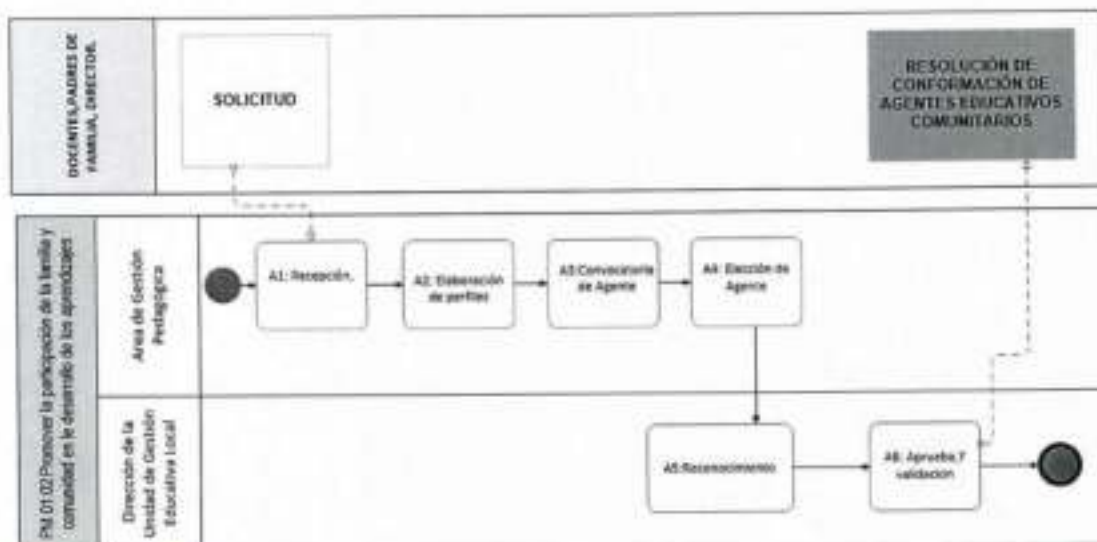 DOCENTES,PADRES DE
FAMILIA, DIRECTOR,
SOLICITUD
RESOLUCIÓN DE
CONFORMACIÓN DE
AGENTES EDUCATIVOS
COMUNITARIOS
PM 01.02 Promover la participación de la familia y
comunidad en le desarrollo de los aprendizajes
Area de Gestión
Pedagógica
A1: Recepción,
A2: Elaboración
de perfiles
A3:Convocatoria
de Agente
A4: Elección de
Agente
Dirección de la
Unidad de Gestión
Educativa Local
A5:Reconocimiento
A6: Aprueba,Y
validación